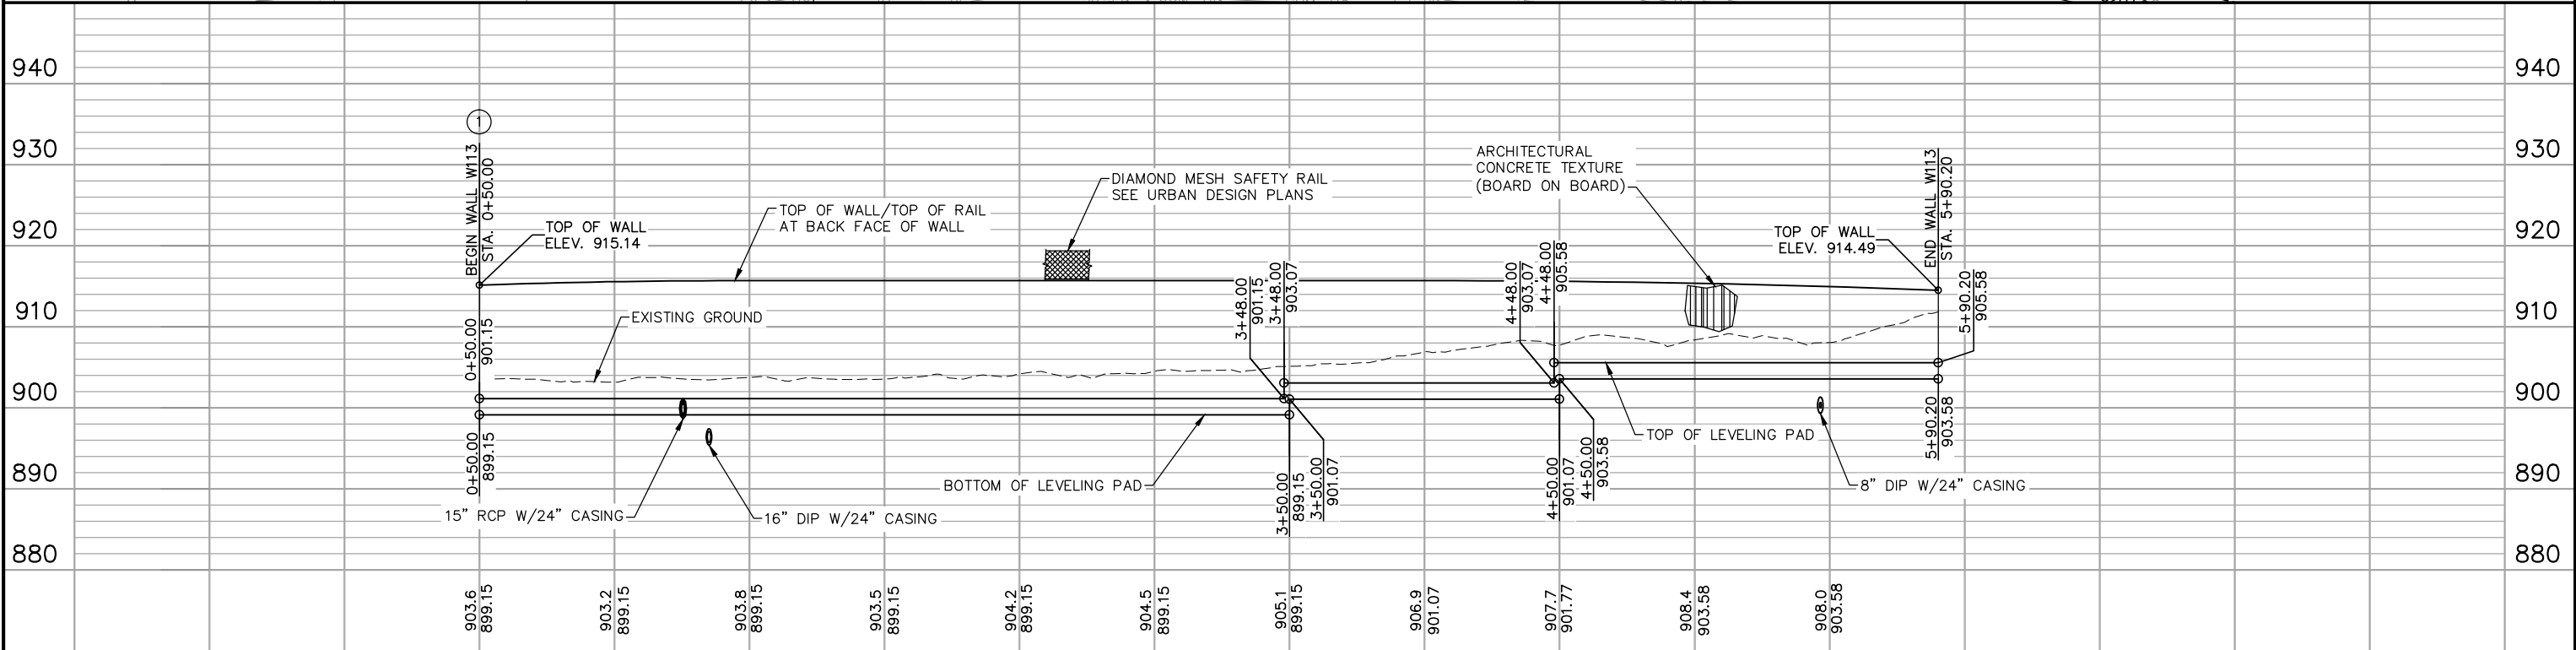 940
940
1
930
930
BEGIN WALL W113
STA. 0+50.00
TOP OF WALL
ELEV. 915.14
TOP OF WALL/TOP OF RAIL
AT BACK FACE OF WALL
DIAMOND MESH SAFETY RAIL
SEE URBAN DESIGN PLANS
ARCHITECTURAL
CONCRETE TEXTURE
(BOARD ON BOARD)
TOP OF WALL
ELEV. 914.49
END WALL W113
STA. 5+90.20
920
920
3+48.00
901.15
3+48.00
903.07
4+48.00
903.07
4+48.00
905.58
5+90.20
905.58
910
910
0+50.00
901.15
EXISTING GROUND
900
900
0+50.00
899.15
TOP OF LEVELING PAD
5+90.20
903.58
890
890
BOTTOM OF LEVELING PAD
3+50.00
899.15
3+50.00
901.07
4+50.00
901.07
4+50.00
903.58
8" DIP W/24" CASING
15" RCP W/24" CASING
16" DIP W/24" CASING
880
880
903.6
899.15
903.2
899.15
903.8
899.15
903.5
899.15
904.2
899.15
904.5
899.15
905.1
899.15
906.9
901.07
907.7
901.77
908.4
903.58
908.0
903.58